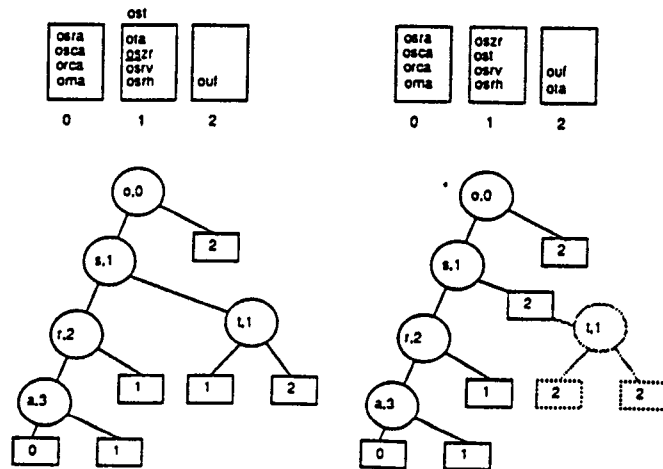 ost
osra
osca
orca
orna
ota
oszr
osrv
osrh
ouf
0 1 2
o,0
s,1
2
r,2
t,1
a,3
1
1
2
0
1
osra
osca
orca
orna
oszr
ost
osrv
osrh
ouf
ota
0 1 2
o,0
s,1
2
2
r,2
t,1
a,3
1
2
2
0
1